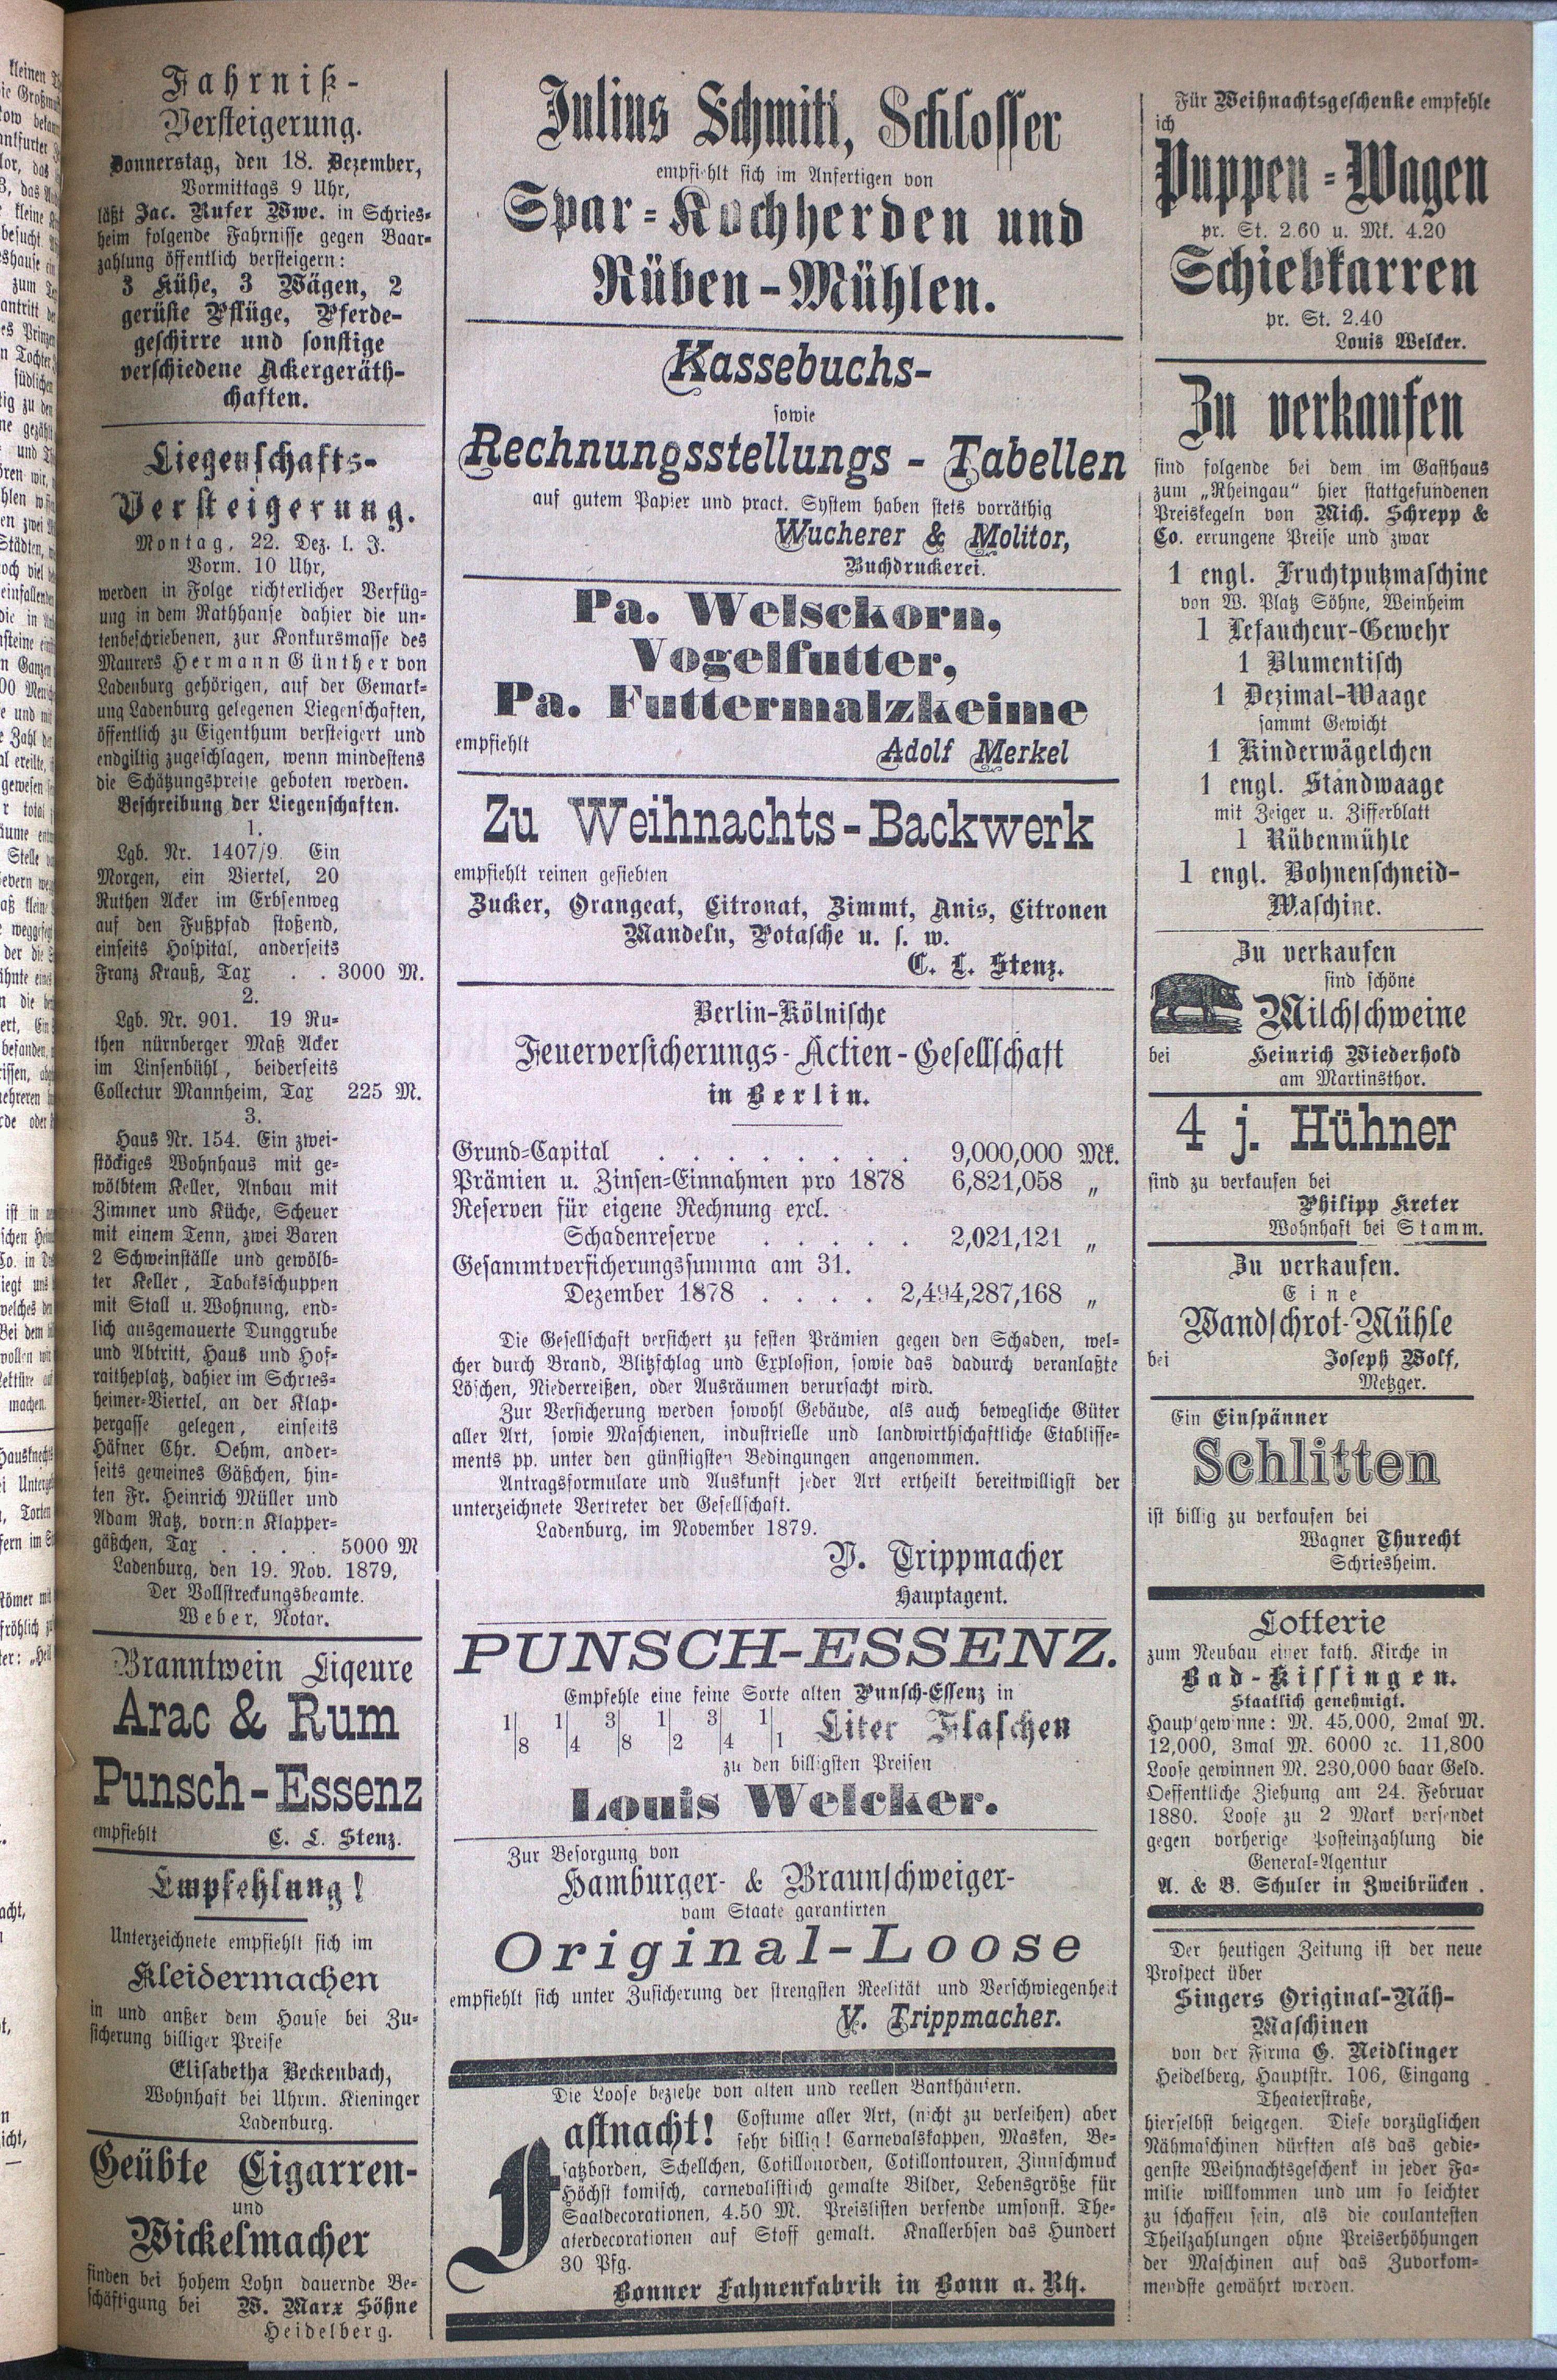 Fahrniß-
Versteigerung.
Donnerstag, den 18. Dezember,
Vormittags 9 Uhr,
läßt Jac. Rufer Wwe. in Schries-
heim folgende Fahrnisse gegen Baar-
zahlung öffentlich versteigern:
3 Kühe, 3 Wägen, 2
gerüste Pflüge, Pferde-
geschirre und sonstige
verschiedene Ackergeräth-
chaften.
Liegenschafts-
Versteigerung.
Montag, 22. Dez. l. J.
Vorm. 10 Uhr,
werden in Folge richterlicher Verfüg-
ung in dem Rathhanse dahier die un-
tenbeschriebenen, zur Konkursmasse des
Maurers Hermann Günther von
Ladenburg gehörigen, auf der Gemark-
ung Ladenburg gelegenen Liegenschaften,
öffentlich zu Eigenthum versteigert und
endgiltig zugeschlagen, wenn mindestens
die Schätzungspreise geboten werden.
Beschreibung der Liegenschaften.
1.
Lgb. Nr. 1407/9. Ein
Morgen, ein Viertel, 20
Ruthen Acker im Erbsenweg
auf den Fußpfad stoßend,
einseits Hospital, anderseits
Franz Krauß, Tax . . 3000 M.
2.
Lgb. Nr. 901. 19 Ru-
then nürnberger Maß Acker
im Linsenbühl, beiderseits
Collectur Mannheim, Tax 225 M.
3.
Haus Nr. 154. Ein zwei-
stöckiges Wohnhaus mit ge-
wölbtem Keller, Anbau mit
Zimmer und Küche, Scheuer
mit einem Tenn, zwei Baren
2 Schweinställe und gewölb-
ter Keller, Tabaksschuppen
mit Stall u. Wohnung, end-
lich ausgemauerte Dunggrube
und Abtritt, Haus und Hof-
raitheplatz, dahier im Schries-
heimer-Viertel, an der Klap-
pergasse gelegen, einseits
Häfner Chr. Oehm, ander-
seits gemeines Gäßchen, hin-
ten Fr. Heinrich Müller und
Adam Ratz, vornen Klapper-
gäßchen, Tax . . . . 5000 M
Ladenburg, den 19. Nov. 1879,
Der Vollstreckungsbeamte.
Weber, Notar.
Branntwein Liqeure
Arac & Rum
Punsch-Essenz
empfiehlt C. L. Stenz.
Empfehlung!
Unterzeichnete empfiehlt sich im
Kleidermachen
in und anßer dem Hause bei Zu-
sicherung billiger Preise
Elisabetha Beckenbach,
Wohnhaft bei Uhrm. Kieninger
Ladenburg.
Geübte Cigarren-
und
Wickelmacher
finden bei hohem Lohn dauernde Be-
schäftigung bei W. Marx Söhne
Heidelberg.
Julius Schmitt, Schlosser
empfiehlt sich im Anfertigen von
Spar-Kochherden und
Rüben-Mühlen.
Kassebuchs-
sowie
Rechnungsstellungs - Tabellen
auf gutem Papier und pract. System haben stets vorräthig
Wucherer & Molitor,
Buchdruckerei.
Pa. Welsckorn,
Vogelfutter,
Pa. Futtermalzkeime
empfiehlt Adolf Merkel
Zu Weihnachts-Backwerk
empfiehlt reinen gesiebten
Zucker, Orangeat, Citronat, Zimmt, Anis, Citronen
Mandeln, Potasche u. s. w.
C. L. Stenz.
Berlin-Kölnische
Feuerversicherungs-Actien-Gesellschaft
in Berlin.
Grund-Capital . . . . . . . . 9,000,000 Mk.
Prämien u. Zinsen-Einnahmen pro 1878 6,821,058 „
Reserven für eigene Rechnung excl.
Schadenreserve . . . . . 2,021,121 „
Gesammtversicherungssumma am 31.
Dezember 1878 . . . . 2,494,287,168 „
Die Gesellschaft versichert zu festen Prämien gegen den Schaden, wel-
cher durch Brand, Blitzschlag und Explosion, sowie das dadurch veranlaßte
Löschen, Niederreißen, oder Ausräumen verursacht wird.
Zur Versicherung werden sowohl Gebäude, als auch bewegliche Güter
aller Art, sowie Maschienen, industrielle und landwirthschaftliche Etablisse-
ments pp. unter den günstigsten Bedingungen angenommen.
Antragsformulare und Auskunft jeder Art ertheilt bereitwilligst der
unterzeichnete Vertreter der Gesellschaft.
Ladenburg, im November 1879.
V. Trippmacher
Hauptagent.
PUNSCH-ESSENZ.
Empfehle eine feine Sorte alten Punsch-Essenz in
1/8 1/4 3/8 1/2 3/4 1/1 Liter Flaschen
zu den billigsten Preisen
Louis Welcker.
Zur Besorgung von
Hamburger- & Braunschweiger-
vom Staate garantirten
Original-Loose
empfiehlt sich unter Zusicherung der strengsten Reelität und Verschwiegenheit
V. Trippmacher.
Die Loose beziehe von alten und reellen Bankhäusern.
Fastnacht! Costume aller Art, (nicht zu verleihen) aber
sehr billig! Carnevalskappen, Masken, Be-
satzborden, Schellchen, Cotillonorden, Cotillontouren, Zinnschmuck
Höchst komisch, carnevalistisch gemalte Bilder, Lebensgröße für
Saaldecorationen, 4.50 M. Preislisten versende umsonst. The-
aterdecorationen auf Stoff gemalt. Knallerbsen das Hundert
30 Pfg.
Bonner Fahnenfabrik in Bonn a. Rh.
Für Weihnachtsgeschenke empfehle
ich
Puppen-Wagen
pr. St. 2.60 u. Mk. 4.20
Schiebkarren
pr. St. 2.40
Louis Welcker.
Zu verkaufen
sind folgende bei dem im Gasthaus
zum „Rheingau“ hier stattgefundenen
Preiskegeln von Mich. Schrepp &
Co. errungene Preise und zwar
1 engl. Fruchtputzmaschine
von W. Platz Söhne, Weinheim
1 Lefaucheur-Gewehr
1 Blumentisch
1 Dezimal-Waage
sammt Gewicht
1 Kinderwägelchen
1 engl. Standwaage
mit Zeiger u. Zifferblatt
1 Rübenmühle
1 engl. Bohnenschneid-
Maschine.
Zu verkaufen
sind schöne
Milchschweine
bei Heinrich Wiederhold
am Martinsthor.
4 j. Hühner
sind zu verkaufen bei
Philipp Kreter
Wohnhaft bei Stamm.
Zu verkaufen.
Eine
Wandschrot-Mühle
bei Joseph Wolf,
Metzger.
Ein Einspänner
Schlitten
ist billig zu verkaufen bei
Wagner Thurecht
Schriesheim.
Lotterie
zum Neubau einer kath. Kirche in
Bad-Kissingen.
Staatlich genehmigt.
Hauptgewinne: M. 45,000, 2mal M.
12,000, 3mal M. 6000 ꝛc. 11,800
Loose gewinnen M. 230,000 baar Geld.
Oeffentliche Ziehung am 24. Februar
1880. Loose zu 2 Mark versendet
gegen vorherige Posteinzahlung die
General-Agentur
A. & B. Schuler in Zweibrücken .
Der heutigen Zeitung ist der neue
Prospect über
Singers Original-Näh-
Maschinen
von der Firma G. Neidlinger
Heidelberg, Hauptstr. 106, Eingang
Theaterstraße,
hierselbst beigegen. Diese vorzüglichen
Nähmaschinen dürften als das gedie-
genste Weihnachtsgeschenk in jeder Fa-
milie willkommen und um so leichter
zu schaffen sein, als die coulantesten
Theilzahlungen ohne Preiserhöhungen
der Maschinen auf das Zuvorkom-
mendste gewährt werden.